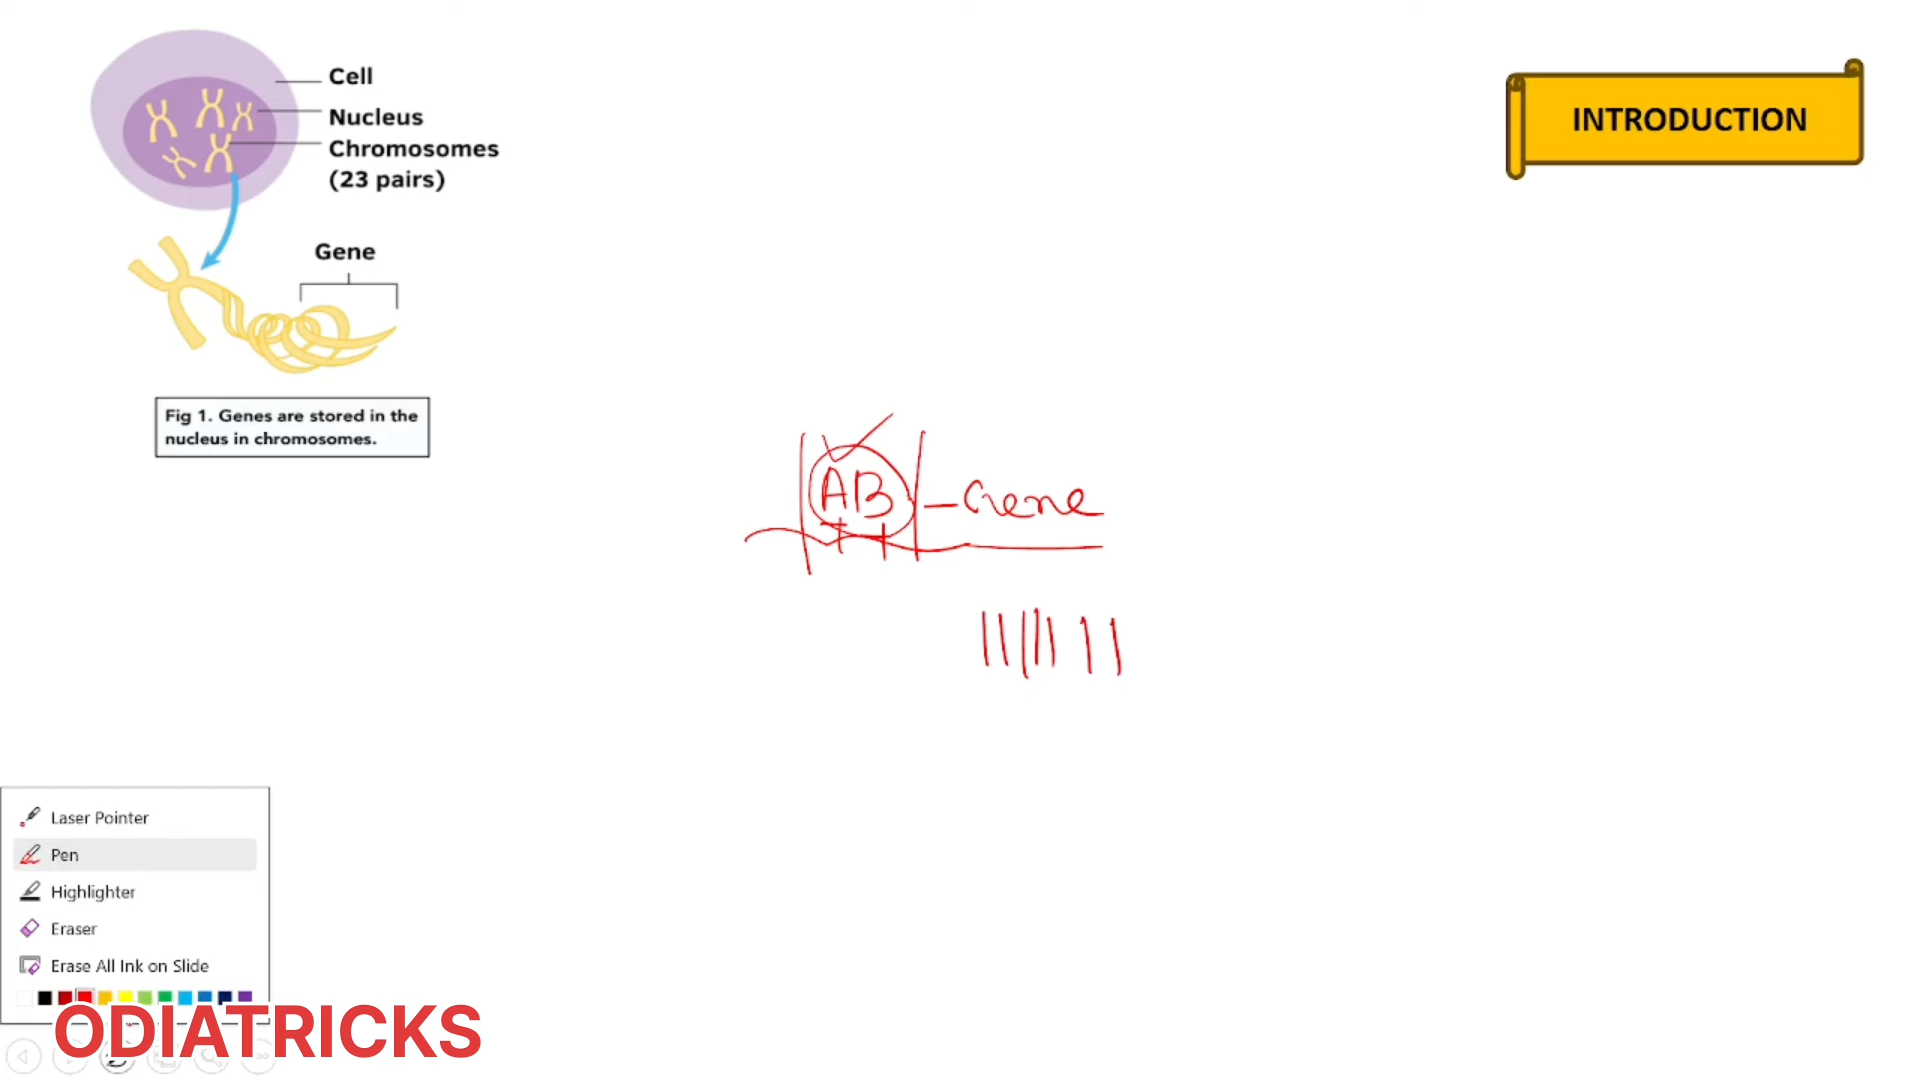 Cell
Nucleus
Chromosomes
(23 pairs)
Gene
Fig 1. Genes are stored in the
nucleus in chromosomes.
INTRODUCTION
AB - Gene
Laser Pointer
Pen
Highlighter
Eraser
Erase All Ink on Slide
ODIATRICKS